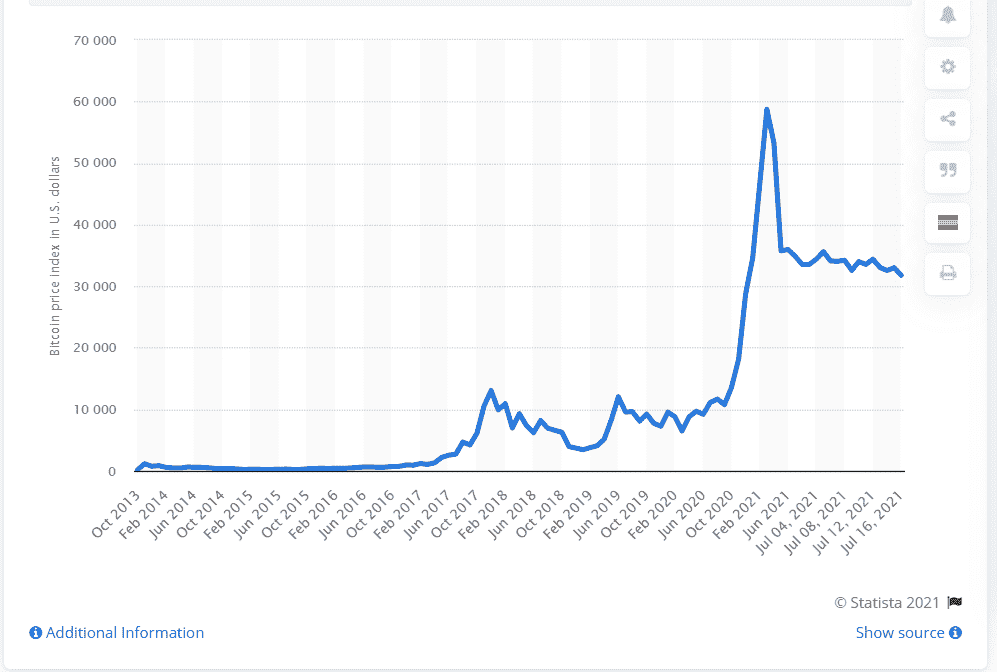 70 000
60 000
50 000
40 000
30 000
20 000
10 000
0
Bitcoin price index in U.S. dollars
Oct 2013
Feb 2014
Jun 2014
Oct 2014
Feb 2015
Jun 2015
Oct 2015
Feb 2016
Jun 2016
Oct 2016
Feb 2017
Jun 2017
Oct 2017
Feb 2018
Jun 2018
Oct 2018
Feb 2019
Jun 2019
Oct 2019
Feb 2020
Jun 2020
Oct 2020
Feb 2021
Jun 2021
Jul 04, 2021
Jul 08, 2021
Jul 12, 2021
Jul 16, 2021
© Statista 2021
Additional Information
Show source